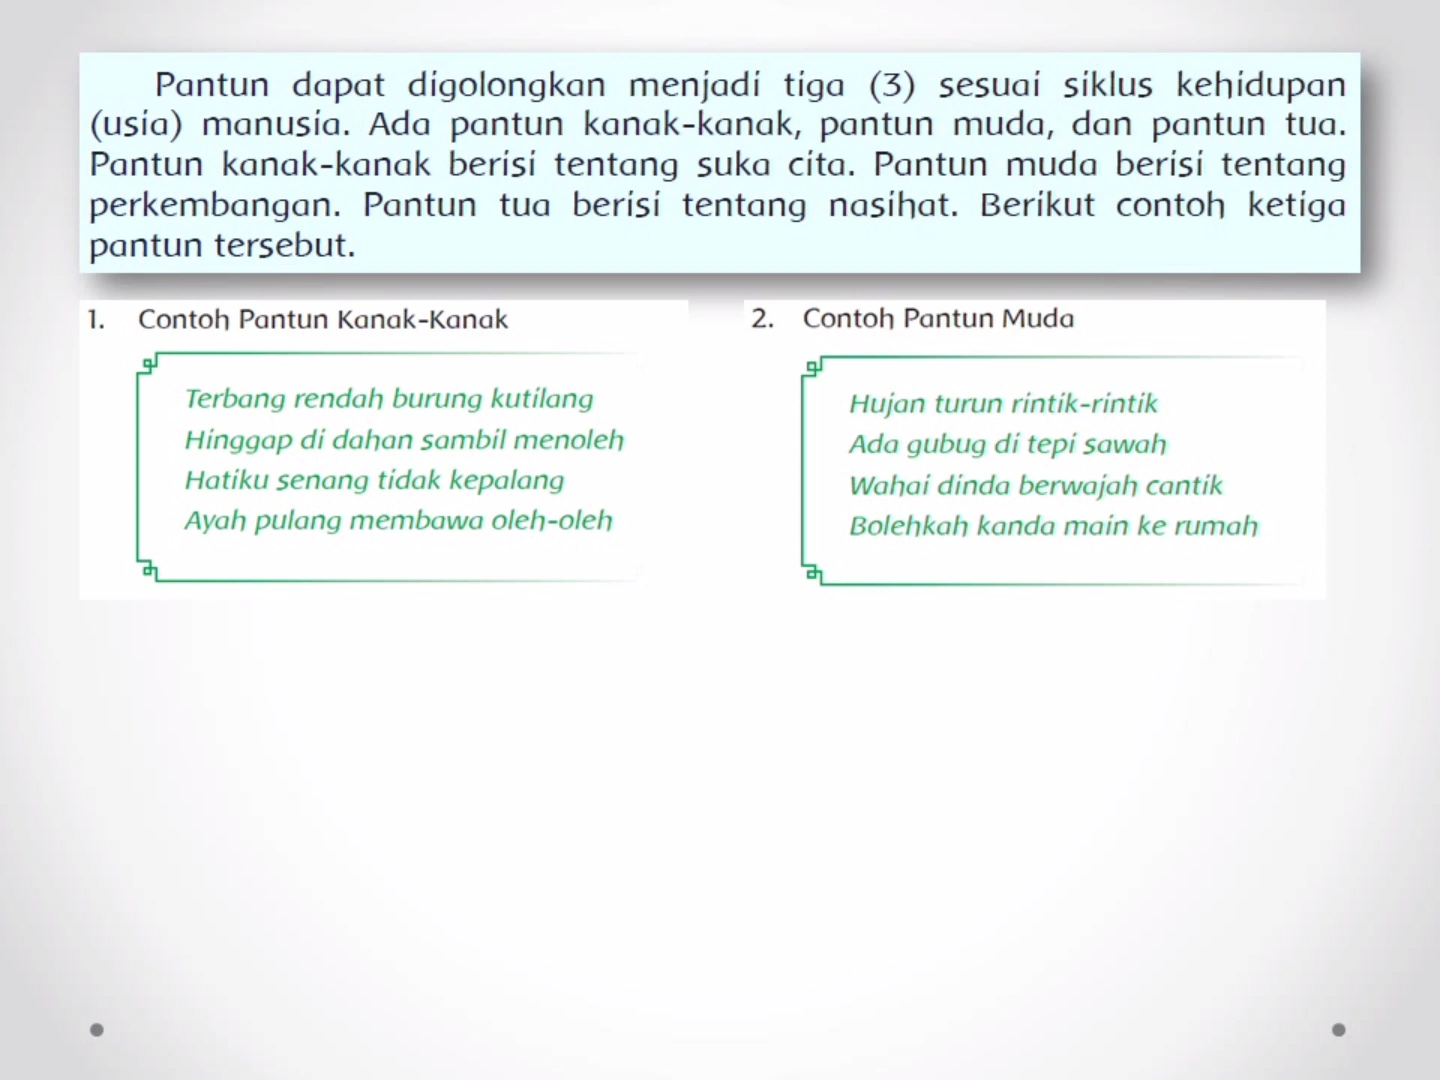 Pantun dapat digolongkan menjadi tiga (3) sesuai siklus kehidupan
(usia) manusia. Ada pantun kanak-kanak, pantun muda, dan pantun tua.
Pantun kanak-kanak berisi tentang suka cita. Pantun muda berisi tentang
perkembangan. Pantun tua berisi tentang nasihat. Berikut contoh ketiga
pantun tersebut.
1. Contoh Pantun Kanak-Kanak
Terbang rendah burung kutilang
Hinggap di dahan sambil menoleh
Hatiku senang tidak kepalang
Ayah pulang membawa oleh-oleh
2. Contoh Pantun Muda
Hujan turun rintik-rintik
Ada gubug di tepi sawah
Wahai dinda berwajah cantik
Bolehkah kanda main ke rumah